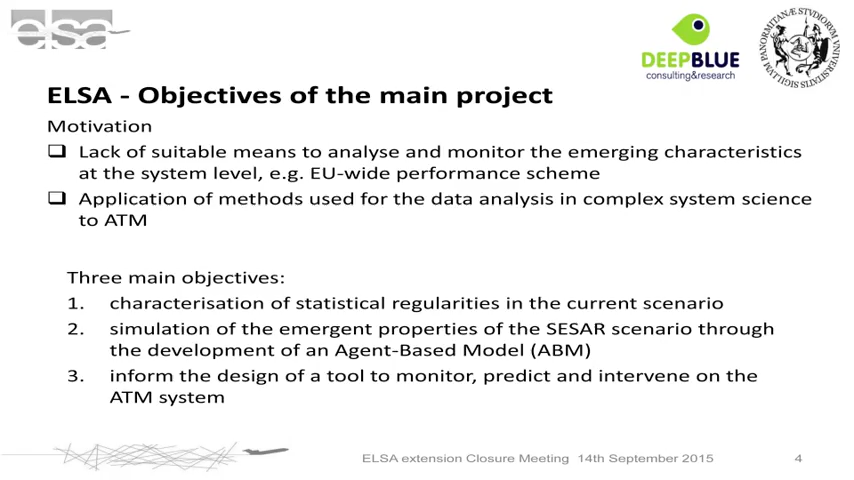 elsa
DEEPBLUE
consulting&research
PANORMITANÆ STVDIORVM VNIVERSITATIS SIGILLVM
ELSA - Objectives of the main project
Motivation
❑ Lack of suitable means to analyse and monitor the emerging characteristics
at the system level, e.g. EU-wide performance scheme
❑ Application of methods used for the data analysis in complex system science
to ATM
Three main objectives:
1. characterisation of statistical regularities in the current scenario
2. simulation of the emergent properties of the SESAR scenario through
the development of an Agent-Based Model (ABM)
3. inform the design of a tool to monitor, predict and intervene on the
ATM system
ELSA extension Closure Meeting 14th September 2015 4